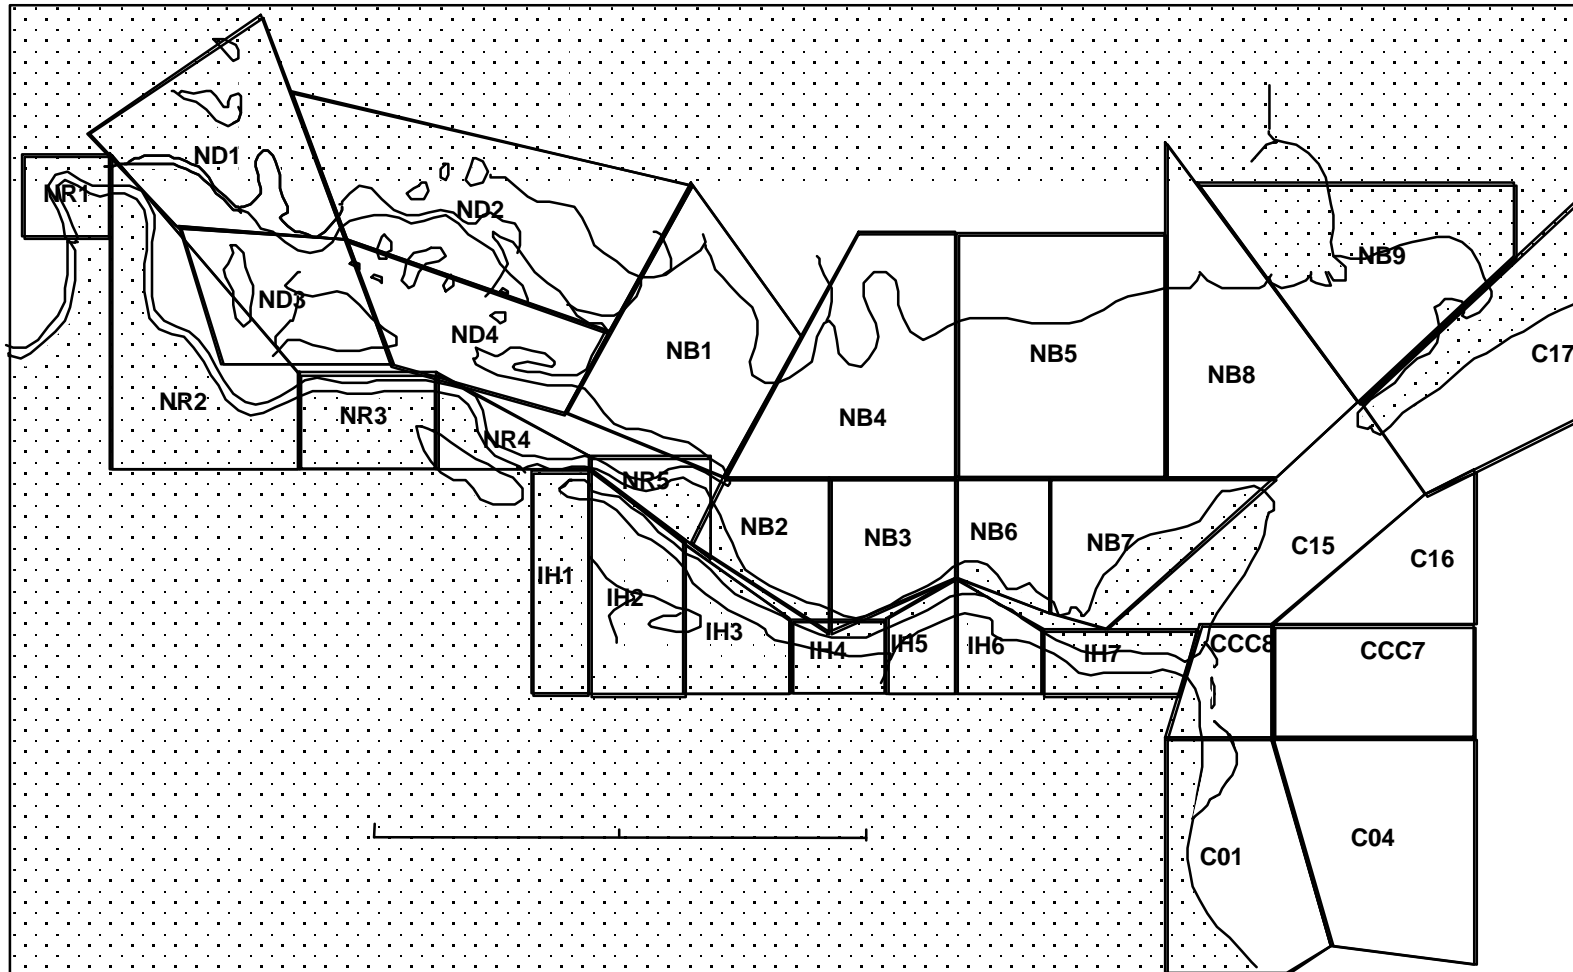 ND1
NR1
ND2
NB9
ND3
ND4
NB1
NB5
C17
NB8
NR2
NR3
NB4
NR4
NR5
NB2
NB3
NB6
NB7
C15
C16
IH1
IH2
IH3
IH4
IH5
IH6
IH7
CCC8
CCC7
C01
C04